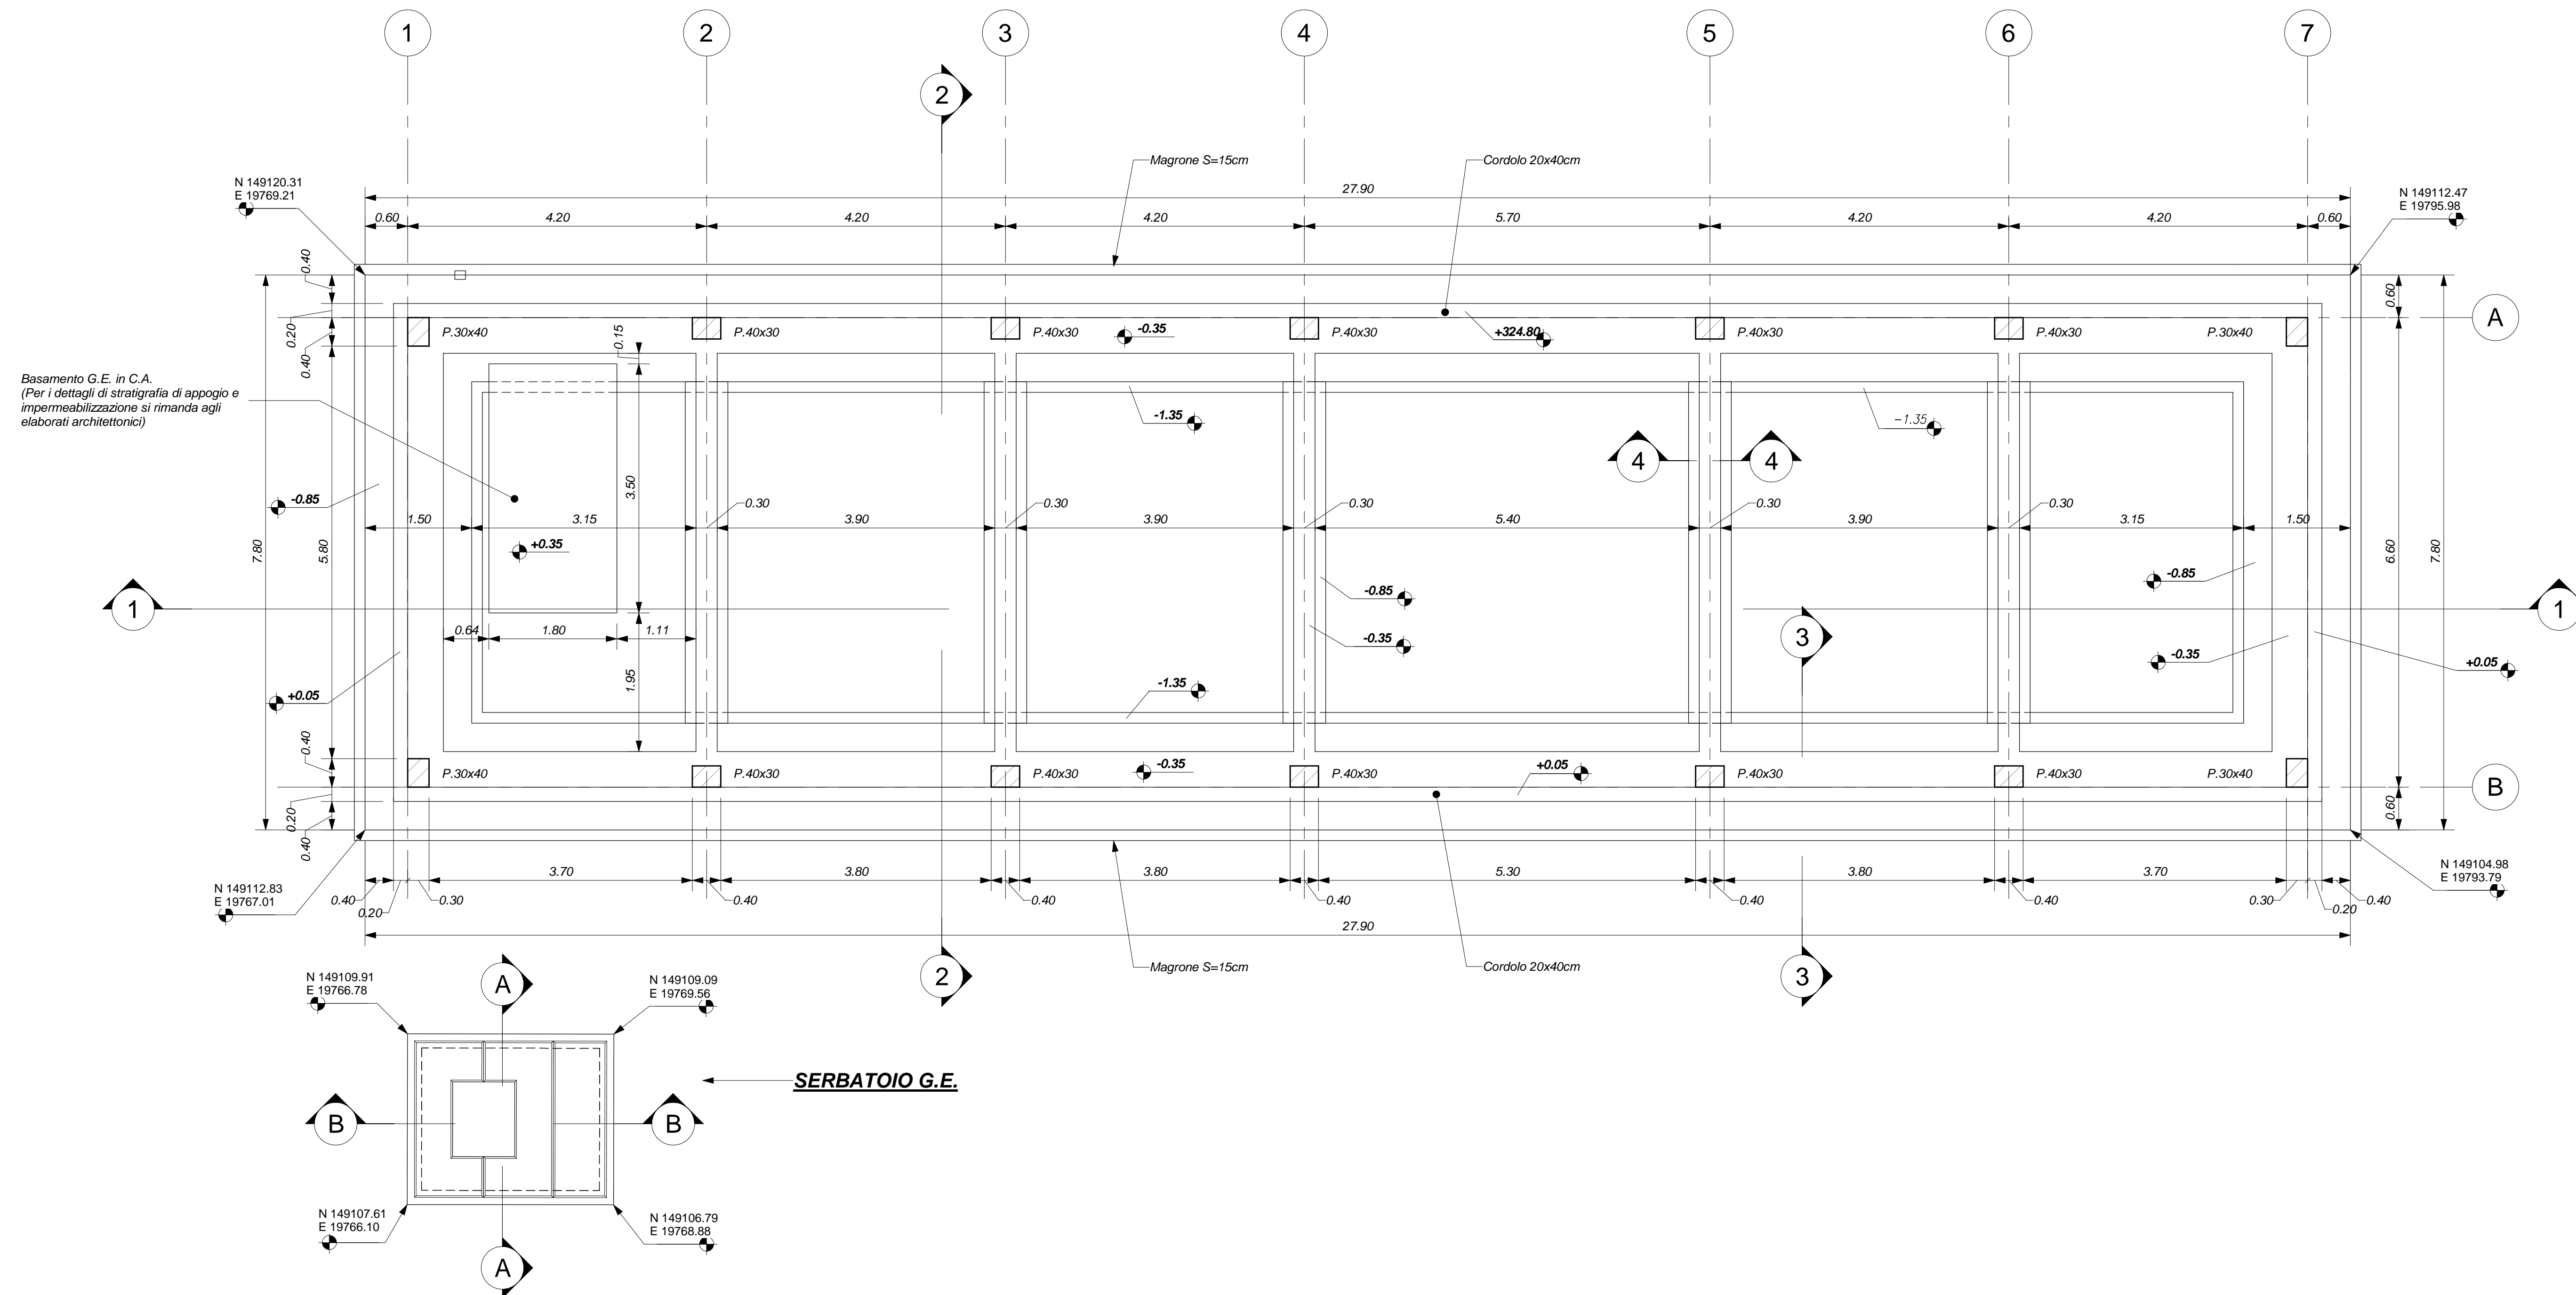 1 2 3 4 5 6 7
2
Magrone S=15cm
Cordolo 20x40cm
N 149120.31
E 19769.21
N 149112.47
E 19795.98
27.90
0.60 4.20 4.20 4.20 5.70 4.20 4.20 0.60
0.40
0.20
0.40
0.60
A
P.30x40 P.40x30 P.40x30 -0.35 P.40x30 +324.80 P.40x30 P.40x30 P.30x40
0.15
Basamento G.E. in C.A.
(Per i dettagli di stratigrafia di appogio e
impermeabilizzazione si rimanda agli
elaborati architettonici)
-1.35
-1.35
4 4
3.50
-0.85
0.30 0.30 0.30 0.30 0.30
1.50 3.15 3.90 3.90 5.40 3.90 3.15 1.50
7.80
5.80
+0.35
6.60
7.80
-0.85
-0.85
1 1
0.64 1.80 1.11
-0.35
3
-0.35
+0.05
+0.05
1.95
-1.35
0.40
P.30x40 P.40x30 P.40x30 -0.35 P.40x30 +0.05 P.40x30 P.40x30 P.30x40
B
0.20
0.40
0.60
N 149112.83
E 19767.01
N 149104.98
E 19793.79
3.70 3.80 3.80 5.30 3.80 3.70
0.40 0.20 0.30 0.40 0.40 0.40 0.40 0.40 0.30 0.20 0.40
27.90
2
Magrone S=15cm
Cordolo 20x40cm
3
N 149109.91
E 19766.78
A
N 149109.09
E 19769.56
SERBATOIO G.E.
B B
N 149107.61
E 19766.10
N 149106.79
E 19768.88
A